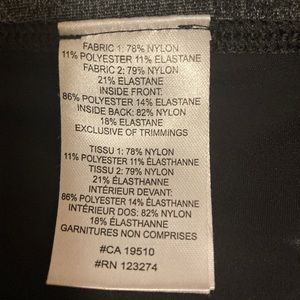 FABRIC 1: 78% NYLON
11% POLYESTER 11% ELASTANE
FABRIC 2: 79% NYLON
21% ELASTANE
INSIDE FRONT:
86% POLYESTER 14% ELASTANE
INSIDE BACK: 82% NYLON
18% ELASTANE
EXCLUSIVE OF TRIMMINGS
TISSU 1: 78% NYLON
11% POLYESTER 11% ÉLASTHANNE
TISSU 2: 79% NYLON
21% ÉLASTHANNE
INTÉRIEUR DEVANT:
86% POLYESTER 14% ÉLASTHANNE
INTÉRIEUR DOS: 82% NYLON
18% ÉLASTHANNE
GARNITURES NON COMPRISES
#CA 19510
#RN 123274